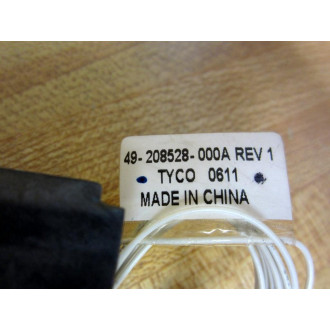 49-208528-000A REV 1
TYCO 0611
MADE IN CHINA